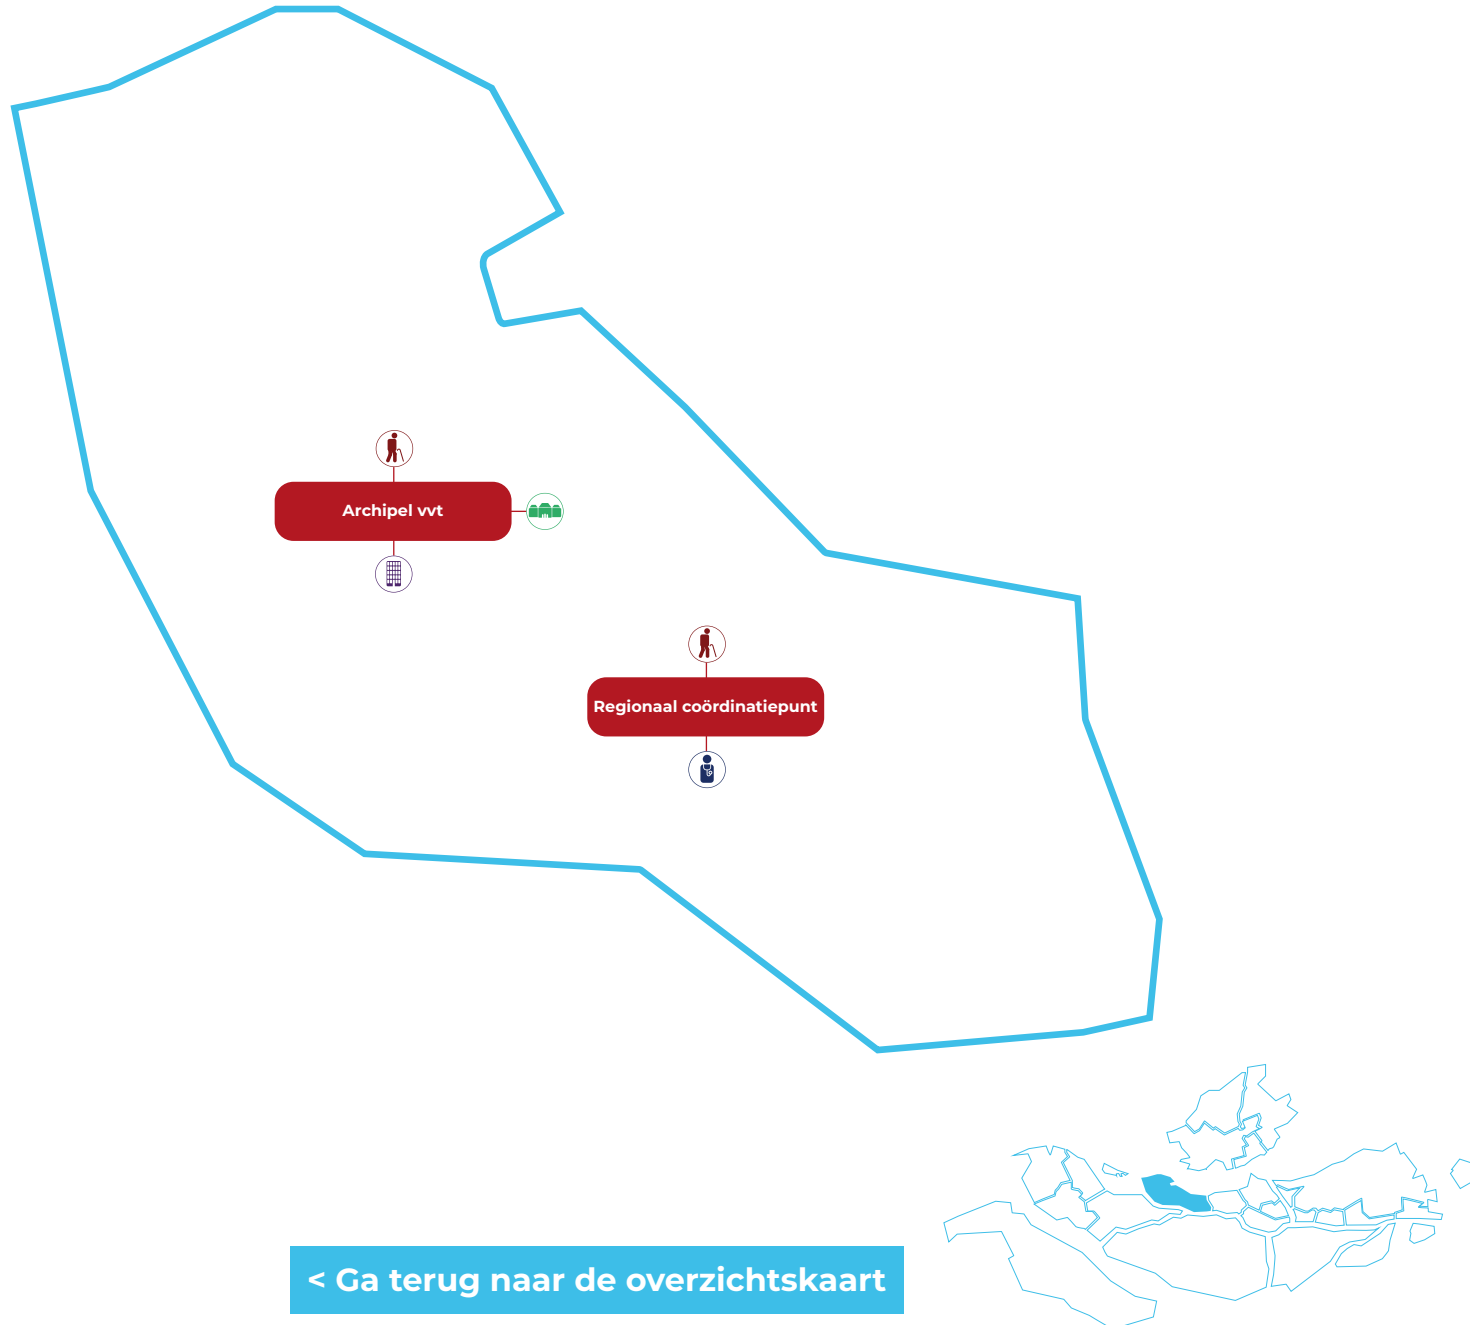 Archipel vvt
Regionaal coördinatiepunt
< Ga terug naar de overzichtskaart